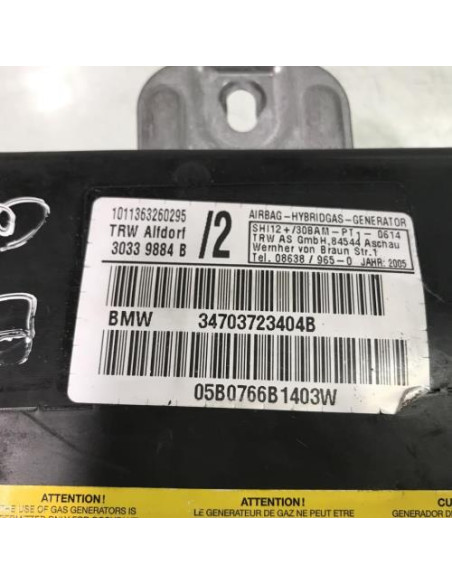 1011363260295
TRW Alfdorf
3033 9884 B
/2
AIRBAG-HYBRIDGAS-GENERATOR
SHI12+/30BAM-PT1-0614
TRW AS GmbH, 84544 Aschau
Wernher von Braun Str.1
Tel. 08638/965-0 JAHR:2005
BMW 34703723404B
05B0766B1403W
ATTENTION!
THE USE OF GAS GENERATORS IS
ATTENTION!
LE GENERATEUR DE GAZ NE PEUT ETRE
CU
GENERADOR DE